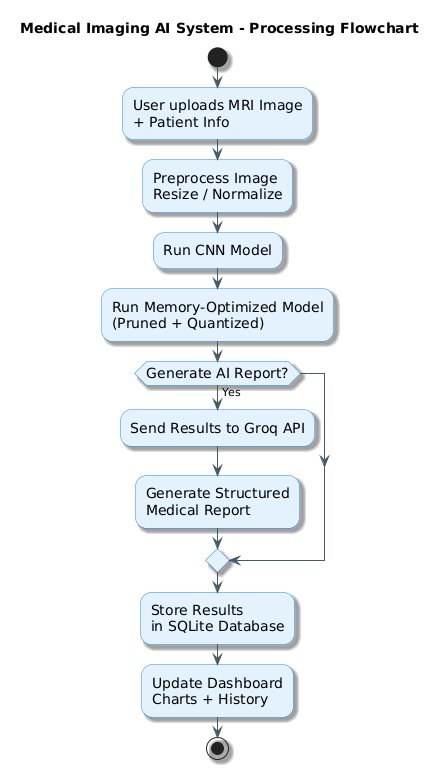 Medical Imaging AI System - Processing Flowchart
User uploads MRI Image
+ Patient Info
Preprocess Image
Resize / Normalize
Run CNN Model
Run Memory-Optimized Model
(Pruned + Quantized)
Generate AI Report?
Yes
Send Results to Groq API
Generate Structured
Medical Report
Store Results
in SQLite Database
Update Dashboard
Charts + History